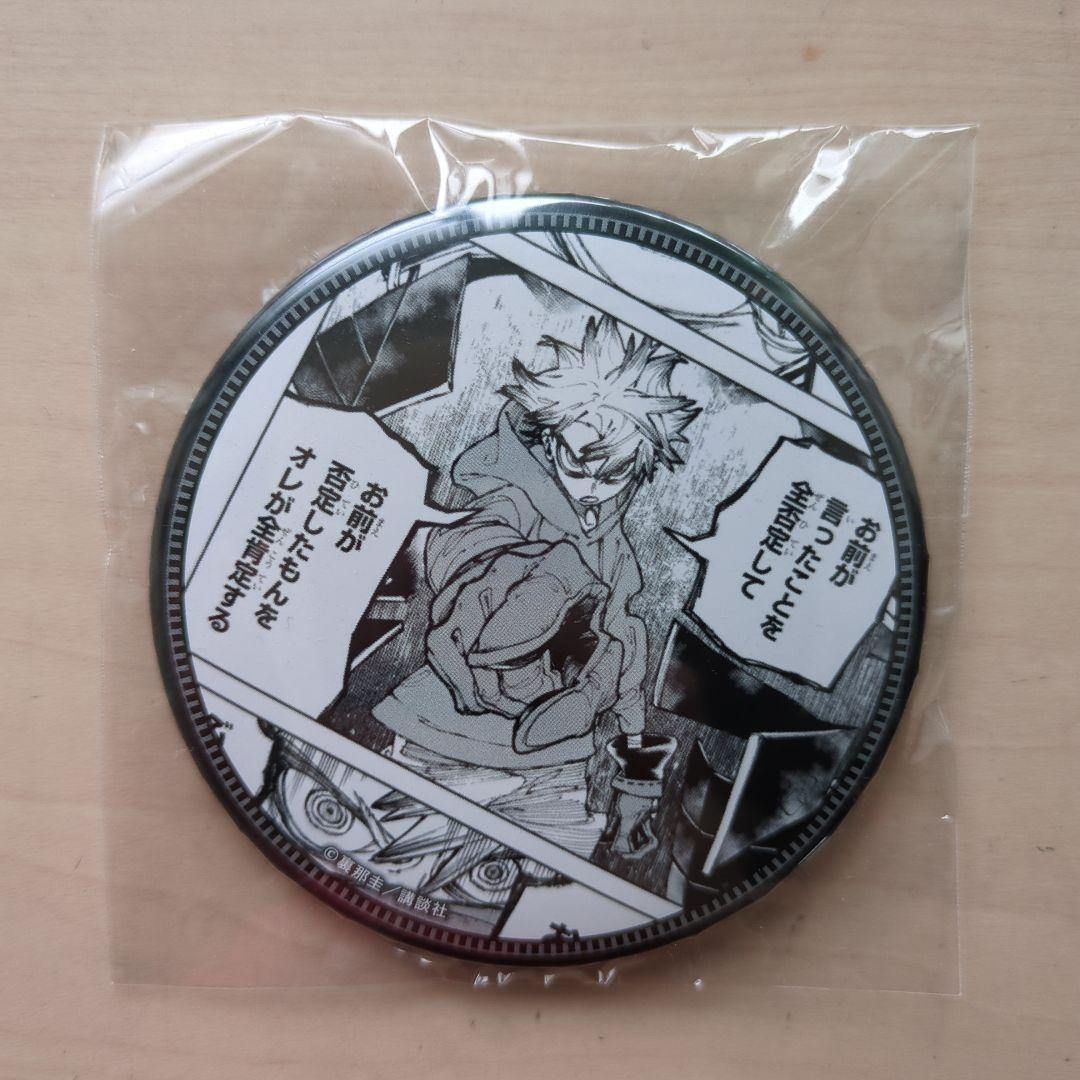 お前が
言ったことを
全否定して
お前が
否定したもんを
オレが全肯定する
©裏那圭／講談社